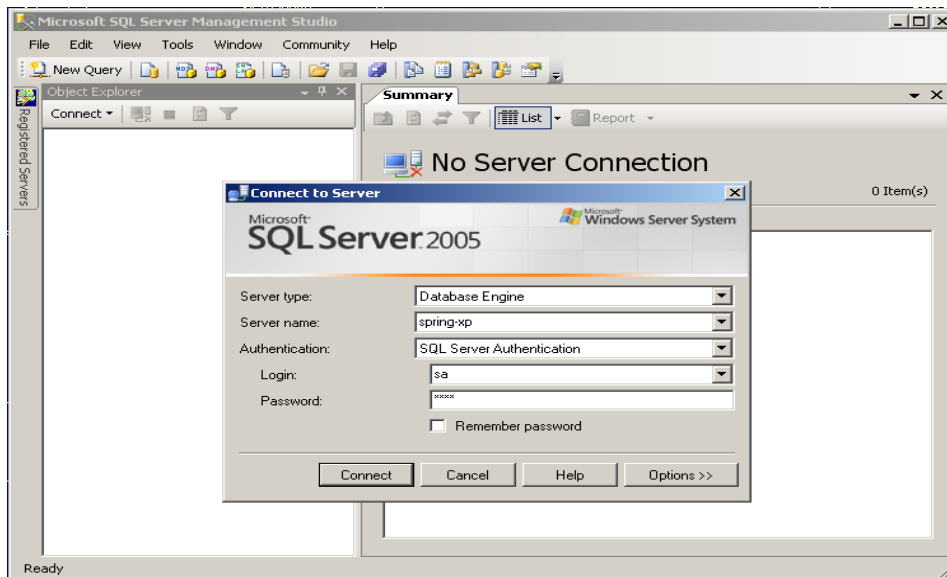 Microsoft SQL Server Management Studio
File Edit View Tools Window Community Help
New Query
Object Explorer
Summary
Connect
List
Report
Registered Servers
No Server Connection
0 Item(s)
Connect to Server
Microsoft
SQL Server 2005
Microsoft
Windows Server System
Server type: Database Engine
Server name: spring-xp
Authentication: SQL Server Authentication
Login: sa
Password: ****
Remember password
Connect Cancel Help Options >>
Ready